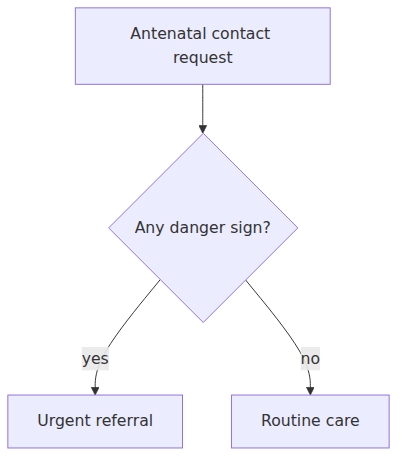 Antenatal contact
request
Any danger sign?
yes
no
Urgent referral
Routine care